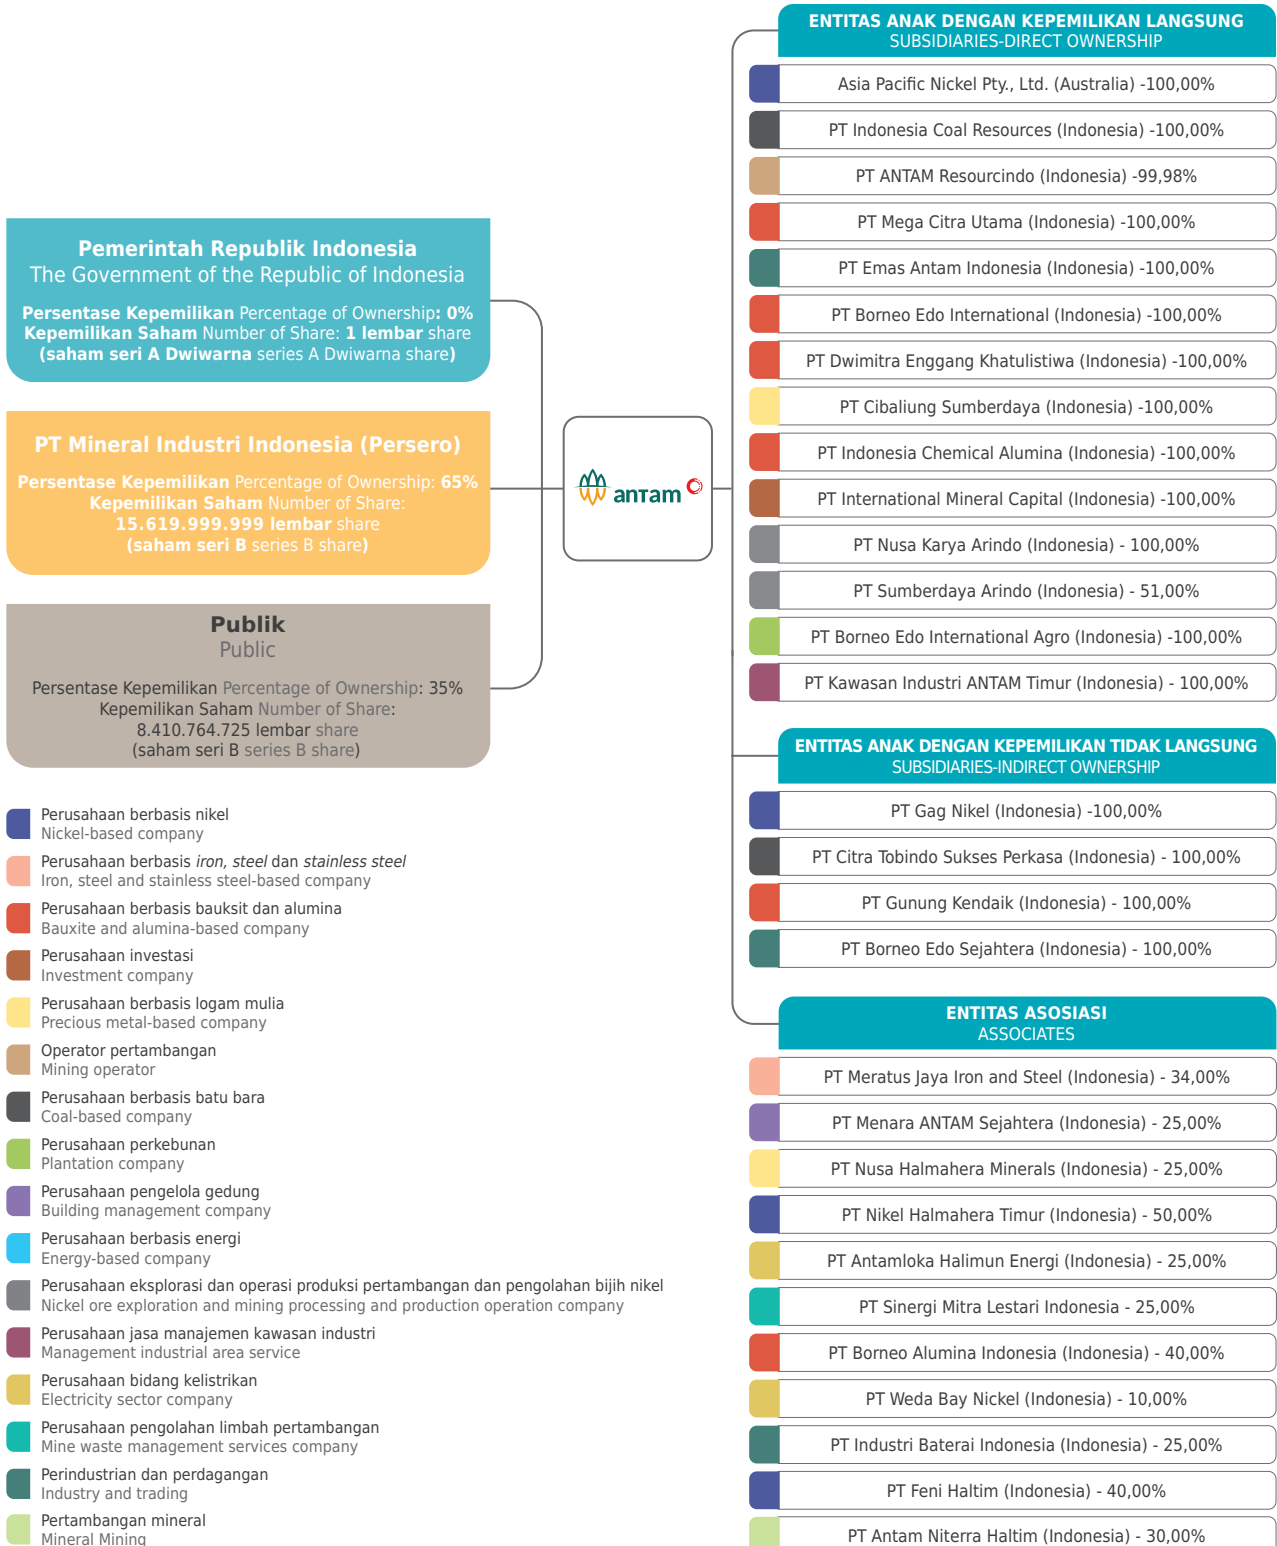 Pemerintah Republik Indonesia
The Government of the Republic of Indonesia
Persentase Kepemilikan Percentage of Ownership: 0%
Kepemilikan Saham Number of Share: 1 lembar share
(saham seri A Dwiwarna series A Dwiwarna share)
PT Mineral Industri Indonesia (Persero)
Persentase Kepemilikan Percentage of Ownership: 65%
Kepemilikan Saham Number of Share:
15.619.999.999 lembar share
(saham seri B series B share)
Publik
Public
Persentase Kepemilikan Percentage of Ownership: 35%
Kepemilikan Saham Number of Share:
8.410.764.725 lembar share
(saham seri B series B share)
antam
ENTITAS ANAK DENGAN KEPEMILIKAN LANGSUNG
SUBSIDIARIES-DIRECT OWNERSHIP
Asia Pacific Nickel Pty., Ltd. (Australia) -100,00%
PT Indonesia Coal Resources (Indonesia) -100,00%
PT ANTAM Resourcindo (Indonesia) -99,98%
PT Mega Citra Utama (Indonesia) -100,00%
PT Emas Antam Indonesia (Indonesia) -100,00%
PT Borneo Edo International (Indonesia) -100,00%
PT Dwimitra Enggang Khatulistiwa (Indonesia) -100,00%
PT Cibaliung Sumberdaya (Indonesia) -100,00%
PT Indonesia Chemical Alumina (Indonesia) -100,00%
PT International Mineral Capital (Indonesia) -100,00%
PT Nusa Karya Arindo (Indonesia) - 100,00%
PT Sumberdaya Arindo (Indonesia) - 51,00%
PT Borneo Edo International Agro (Indonesia) -100,00%
PT Kawasan Industri ANTAM Timur (Indonesia) - 100,00%
ENTITAS ANAK DENGAN KEPEMILIKAN TIDAK LANGSUNG
SUBSIDIARIES-INDIRECT OWNERSHIP
PT Gag Nikel (Indonesia) -100,00%
PT Citra Tobindo Sukses Perkasa (Indonesia) - 100,00%
PT Gunung Kendaik (Indonesia) - 100,00%
PT Borneo Edo Sejahtera (Indonesia) - 100,00%
ENTITAS ASOSIASI
ASSOCIATES
PT Meratus Jaya Iron and Steel (Indonesia) - 34,00%
PT Menara ANTAM Sejahtera (Indonesia) - 25,00%
PT Nusa Halmahera Minerals (Indonesia) - 25,00%
PT Nikel Halmahera Timur (Indonesia) - 50,00%
PT Antamloka Halimun Energi (Indonesia) - 25,00%
PT Sinergi Mitra Lestari Indonesia - 25,00%
PT Borneo Alumina Indonesia (Indonesia) - 40,00%
PT Weda Bay Nickel (Indonesia) - 10,00%
PT Industri Baterai Indonesia (Indonesia) - 25,00%
PT Feni Haltim (Indonesia) - 40,00%
PT Antam Niterra Haltim (Indonesia) - 30,00%
Perusahaan berbasis nikel
Nickel-based company
Perusahaan berbasis iron, steel dan stainless steel
Iron, steel and stainless steel-based company
Perusahaan berbasis bauksit dan alumina
Bauxite and alumina-based company
Perusahaan investasi
Investment company
Perusahaan berbasis logam mulia
Precious metal-based company
Operator pertambangan
Mining operator
Perusahaan berbasis batu bara
Coal-based company
Perusahaan perkebunan
Plantation company
Perusahaan pengelola gedung
Building management company
Perusahaan berbasis energi
Energy-based company
Perusahaan eksplorasi dan operasi produksi pertambangan dan pengolahan bijih nikel
Nickel ore exploration and mining processing and production operation company
Perusahaan jasa manajemen kawasan industri
Management industrial area service
Perusahaan bidang kelistrikan
Electricity sector company
Perusahaan pengolahan limbah pertambangan
Mine waste management services company
Perindustrian dan perdagangan
Industry and trading
Pertambangan mineral
Mineral Mining